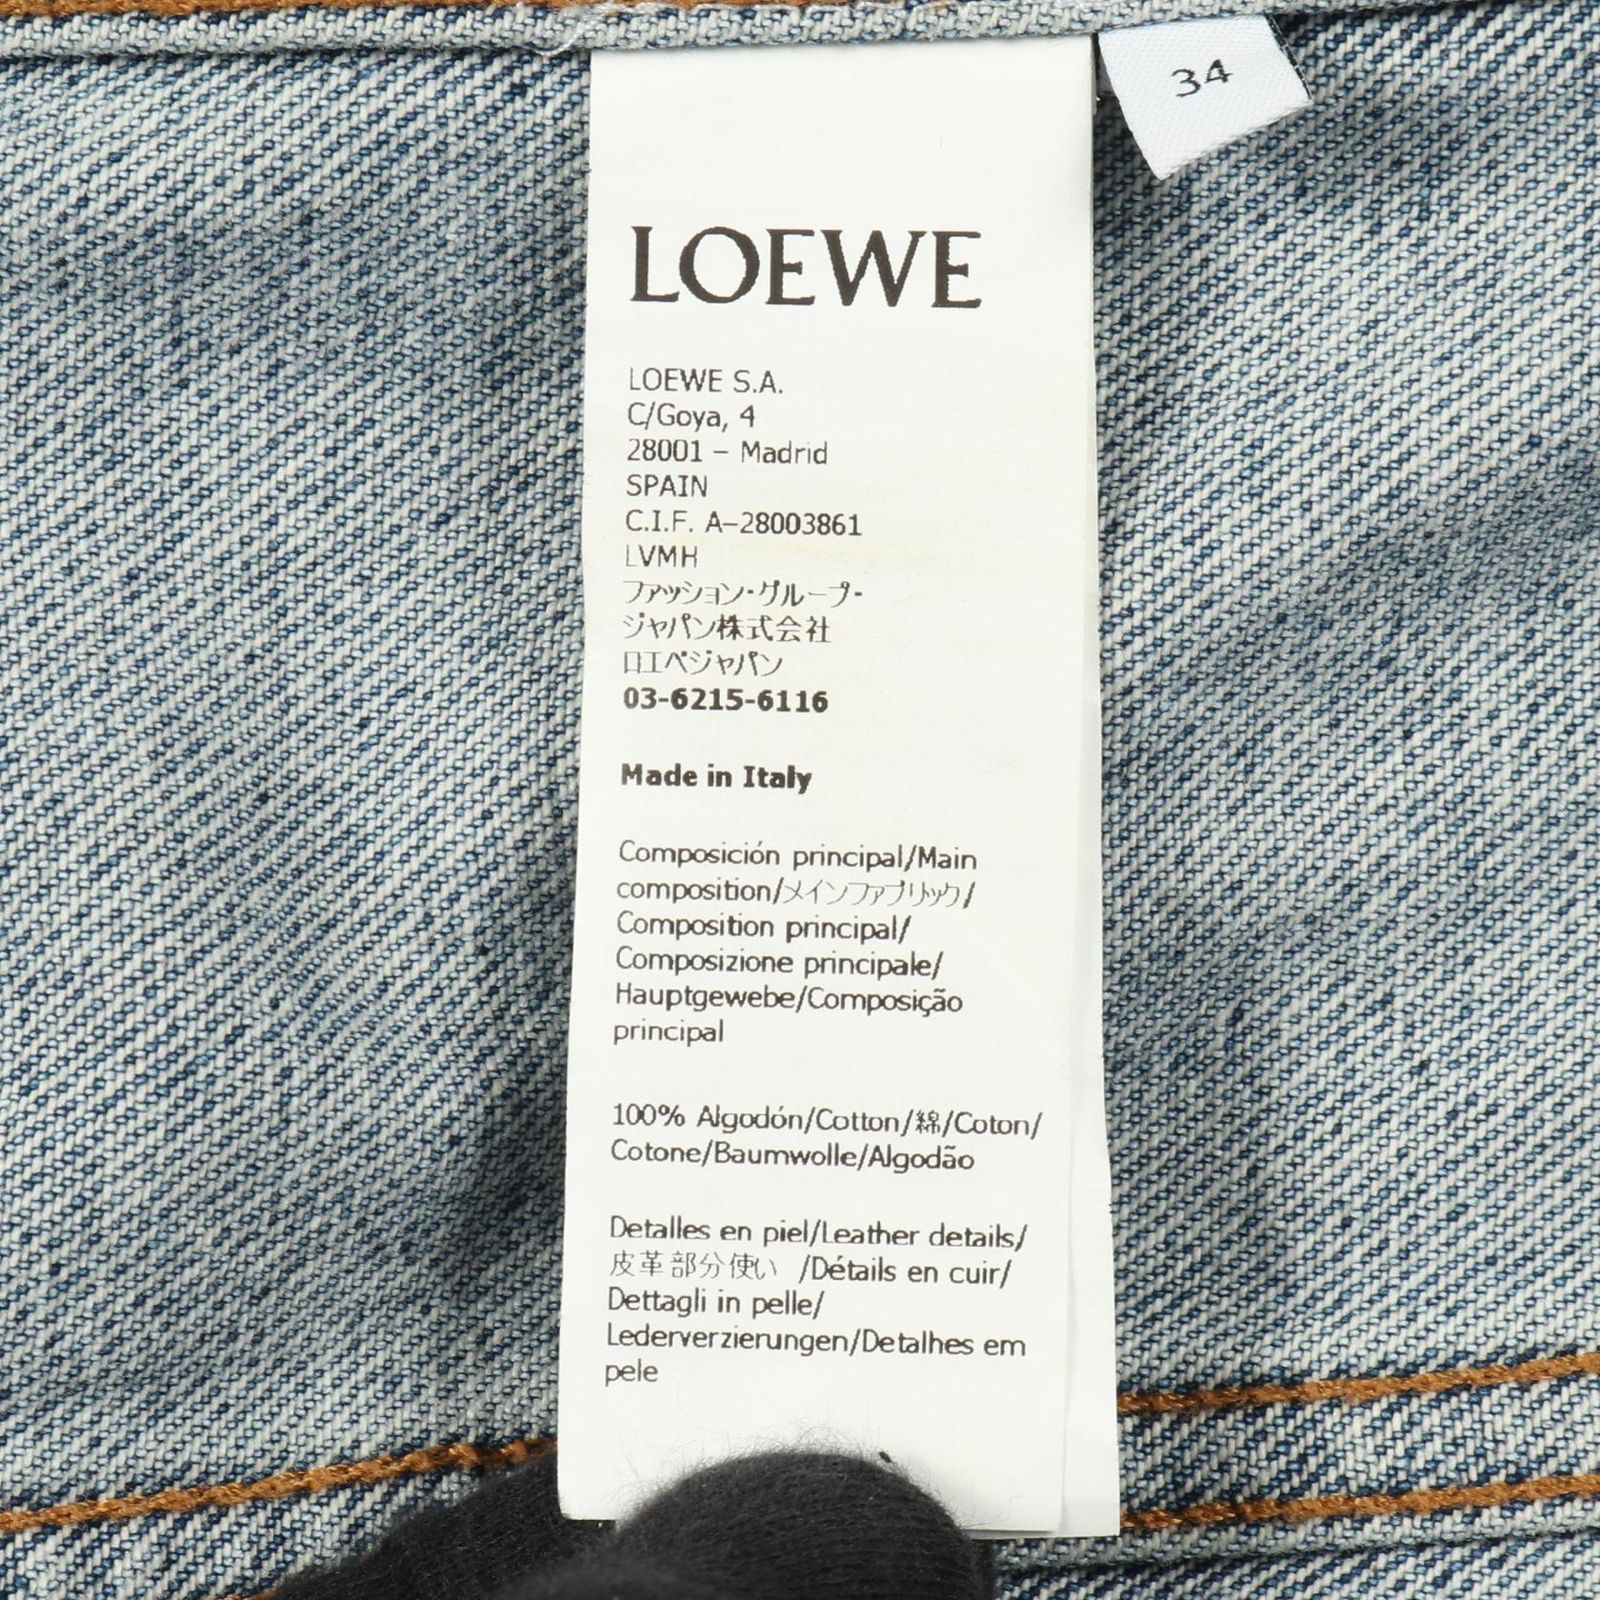 34
LOEWE
LOEWE S.A.
C/Goya, 4
28001 – Madrid
SPAIN
C.I.F. A–28003861
LVMH
ファッション・グループ・
ジャパン株式会社
ロエベジャパン
03-6215-6116
Made in Italy
Composición principal/Main
composition/メインファブリック/
Composition principal/
Composizione principale/
Hauptgewebe/Composição
principal
100% Algodón/Cotton/綿/Coton/
Cotone/Baumwolle/Algodão
Detalles en piel/Leather details/
皮革部分使い /Détails en cuir/
Dettagli in pelle/
Lederverzierungen/Detalhes em
pele